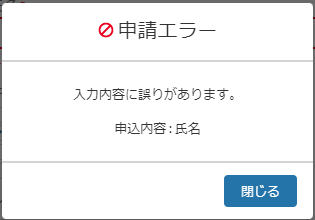 申請エラー
入力内容に誤りがあります。
申込内容:氏名
閉じる